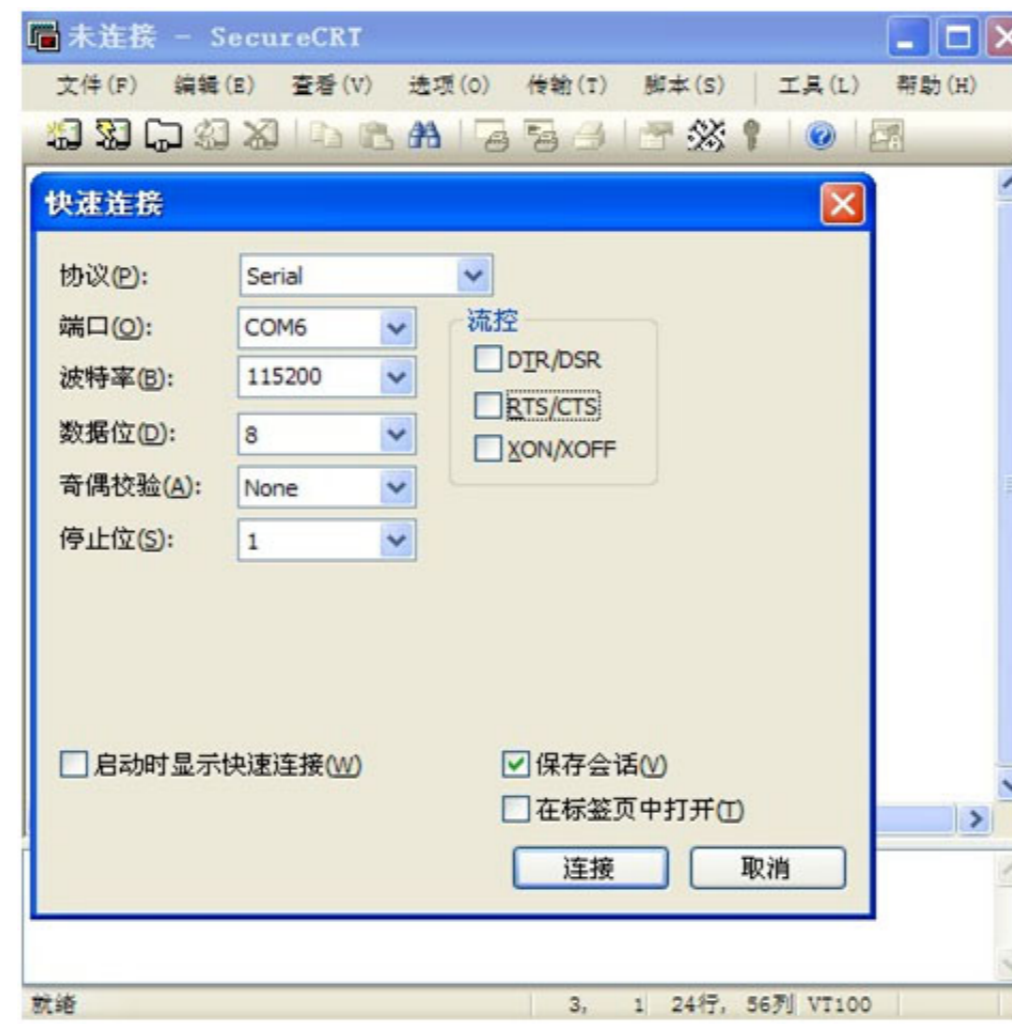 未连接 - SecureCRT
文件(F) 编辑(E) 查看(V) 选项(O) 传输(T) 脚本(S) 工具(L) 帮助(H)
快速连接
协议(P): Serial
端口(O): COM6
流控
DTR/DSR
波特率(B): 115200
RTS/CTS
数据位(D): 8
XON/XOFF
奇偶校验(A): None
停止位(S): 1
启动时显示快速连接(W) 保存会话(V)
在标签页中打开(T)
连接 取消
就绪 3, 1 24行, 56列 VT100